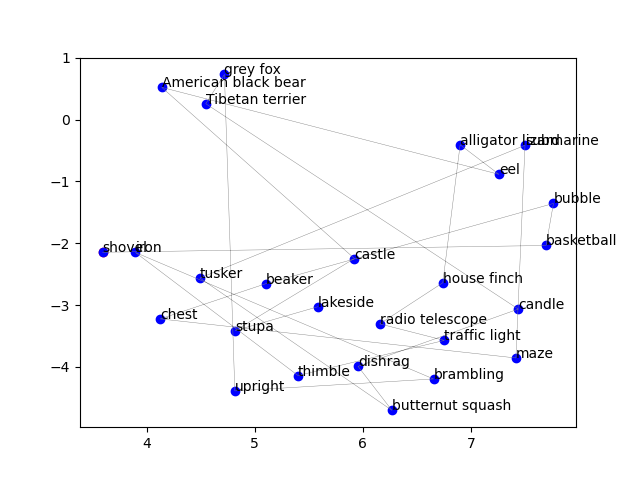 1
grey fox
American black bear
Tibetan terrier
0
alligator lizard
submarine
eel
−1
bubble
−2
shovel
iron
basketball
castle
tusker
beaker
house finch
−3
lakeside
candle
chest
radio telescope
stupa
traffic light
maze
−4
dishrag
thimble
brambling
upright
butternut squash
4
5
6
7